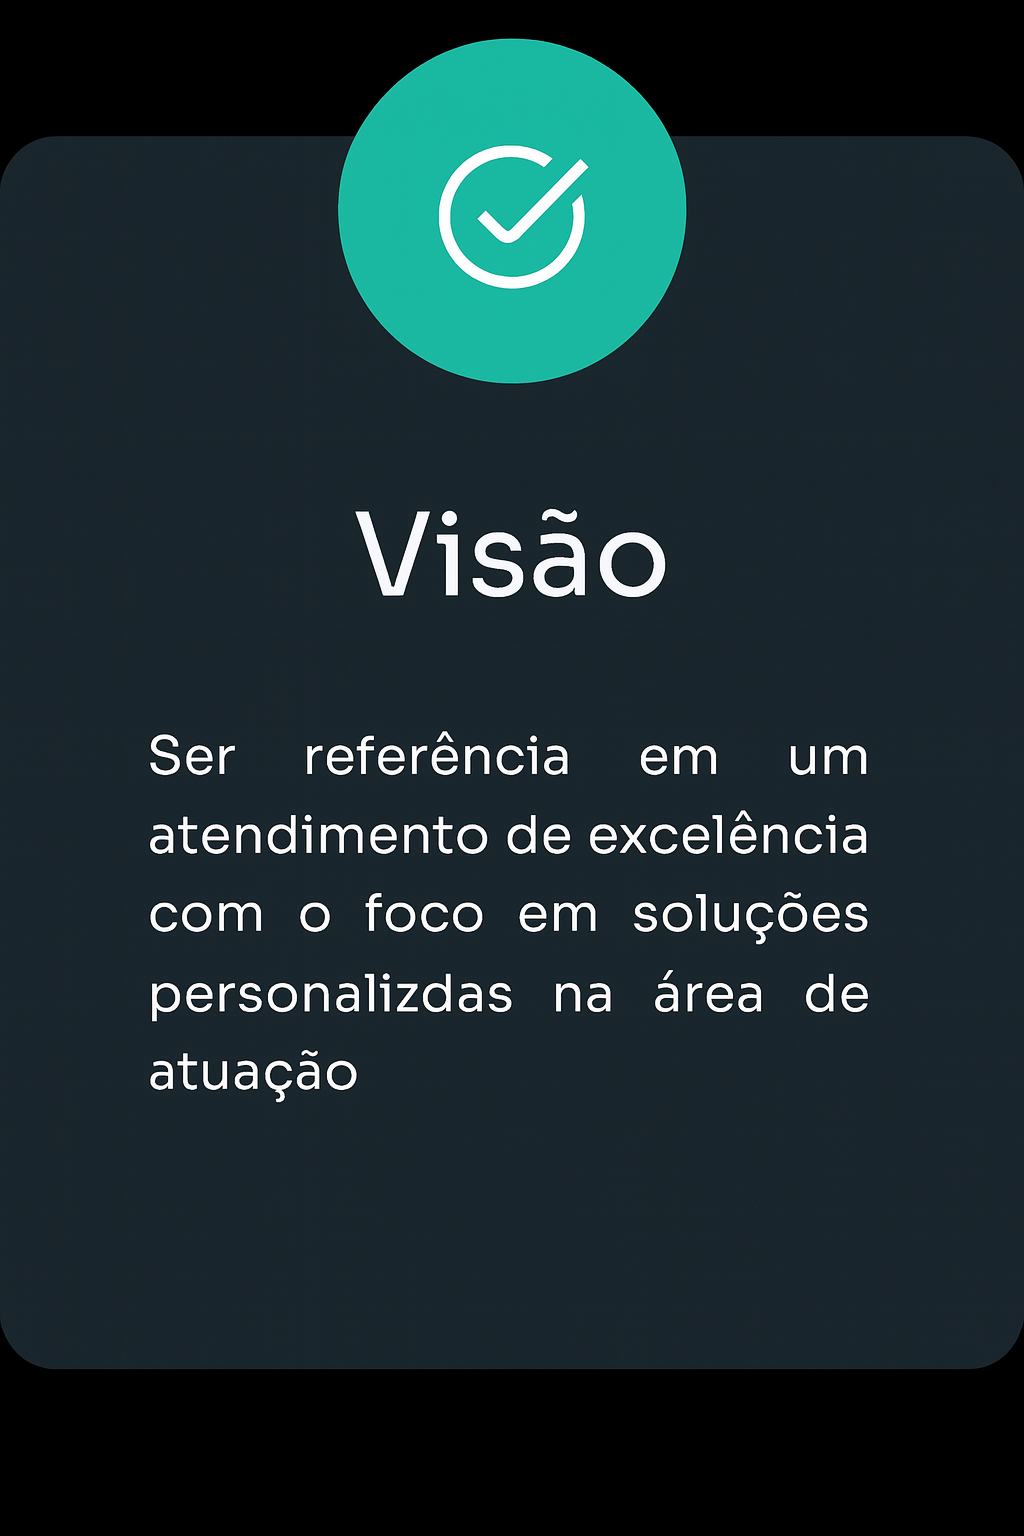 Visão
Ser referência em um
atendimento de excelência
com o foco em soluções
personalizdas na área de
atuação